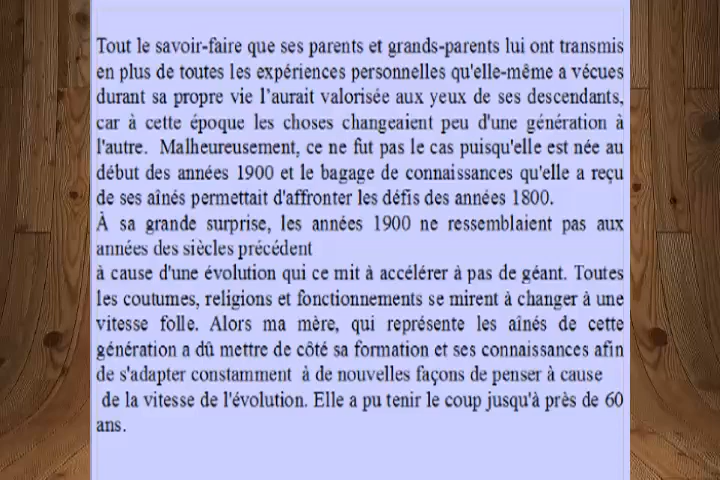 Tout le savoir-faire que ses parents et grands-parents lui ont transmis
en plus de toutes les expériences personnelles qu'elle-même a vécues
durant sa propre vie l’aurait valorisée aux yeux de ses descendants,
car à cette époque les choses changeaient peu d'une génération à
l'autre. Malheureusement, ce ne fut pas le cas puisqu'elle est née au
début des années 1900 et le bagage de connaissances qu'elle a reçu
de ses aînés permettait d'affronter les défis des années 1800.
À sa grande surprise, les années 1900 ne ressemblaient pas aux
années des siècles précédent
à cause d'une évolution qui ce mit à accélérer à pas de géant. Toutes
les coutumes, religions et fonctionnements se mirent à changer à une
vitesse folle. Alors ma mère, qui représente les aînés de cette
génération a dû mettre de côté sa formation et ses connaissances afin
de s'adapter constamment à de nouvelles façons de penser à cause
de la vitesse de l'évolution. Elle a pu tenir le coup jusqu'à près de 60
ans.